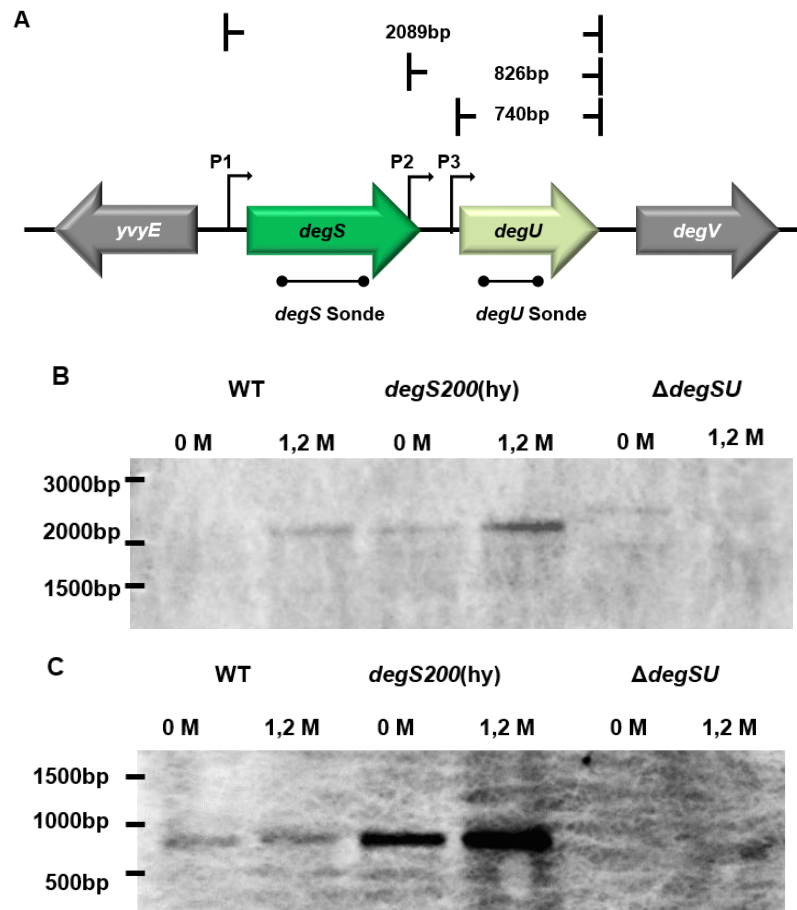 A
2089bp
826bp
740bp
P1 P2 P3
yvyE degS degU degV
degS Sonde degU Sonde
B
WT degS200(hy) ΔdegSU
0 M 1,2 M 0 M 1,2 M 0 M 1,2 M
3000bp
2000bp
1500bp
C
WT degS200(hy) ΔdegSU
0 M 1,2 M 0 M 1,2 M 0 M 1,2 M
1500bp
1000bp
500bp